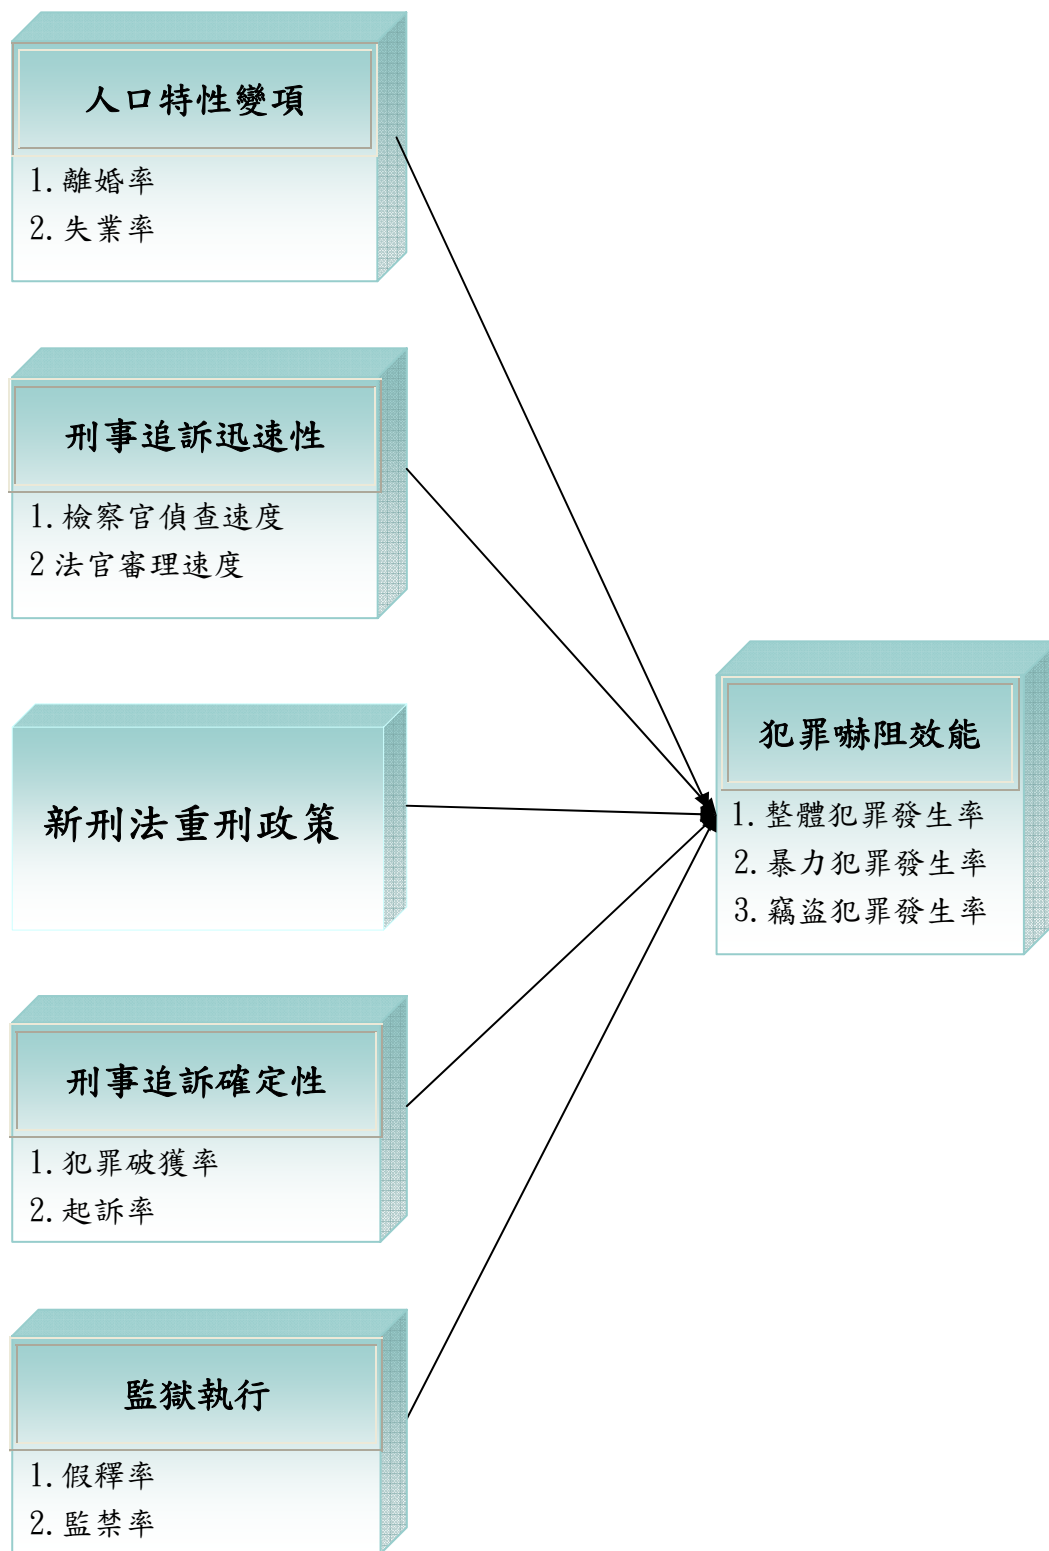 人口特性變項
1.離婚率
2.失業率
刑事追訴迅速性
1.檢察官偵查速度
2 法官審理速度
新刑法重刑政策
刑事追訴確定性
1.犯罪破獲率
2.起訴率
監獄執行
1.假釋率
2.監禁率
犯罪嚇阻效能
1.整體犯罪發生率
2.暴力犯罪發生率
3.竊盜犯罪發生率